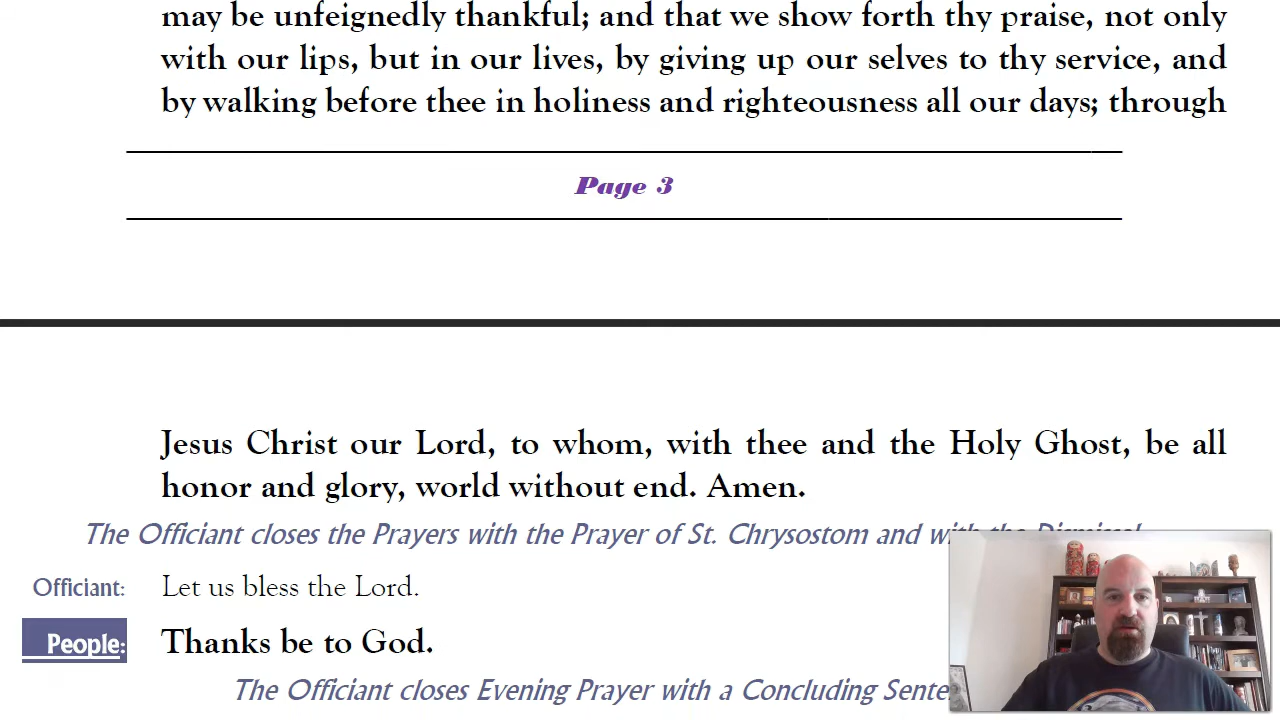 may be unfeignedly thankful; and that we show forth thy praise, not only
with our lips, but in our lives, by giving up our selves to thy service, and
by walking before thee in holiness and righteousness all our days; through
Page 3
Jesus Christ our Lord, to whom, with thee and the Holy Ghost, be all
honor and glory, world without end. Amen.
The Officiant closes the Prayers with the Prayer of St. Chrysostom and with the Dismissal
Officiant: Let us bless the Lord.
People: Thanks be to God.
The Officiant closes Evening Prayer with a Concluding